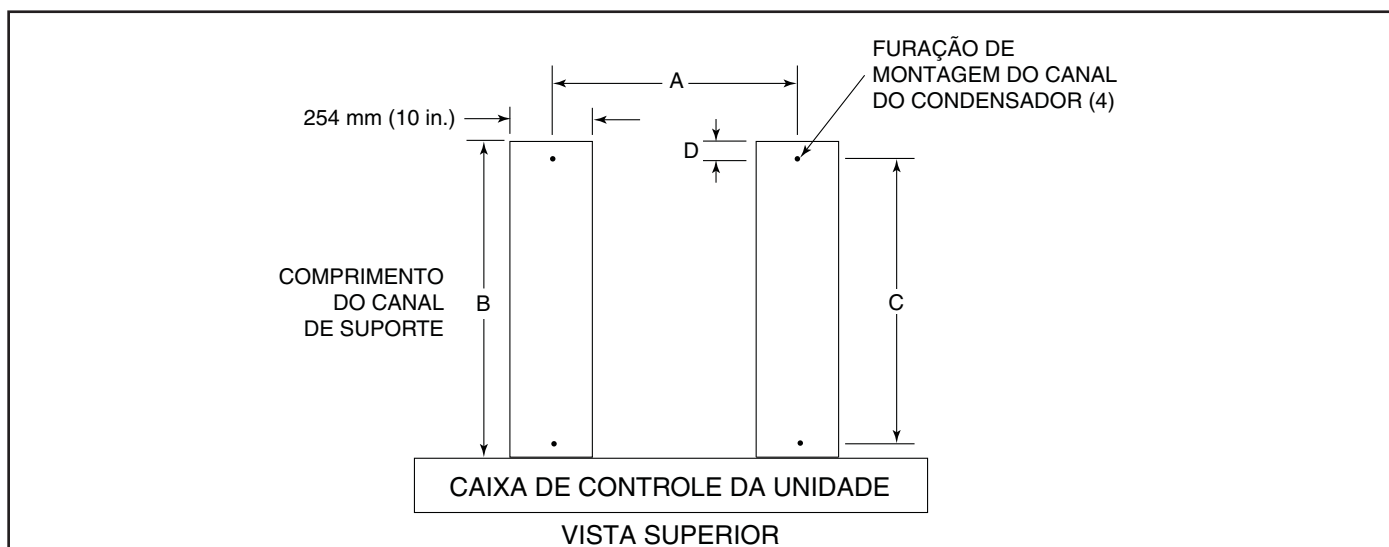 FURAÇÃO DE
MONTAGEM DO CANAL
DO CONDENSADOR (4)
A
254 mm (10 in.)
D
COMPRIMENTO
DO CANAL
DE SUPORTE
B
C
CAIXA DE CONTROLE DA UNIDADE
VISTA SUPERIOR